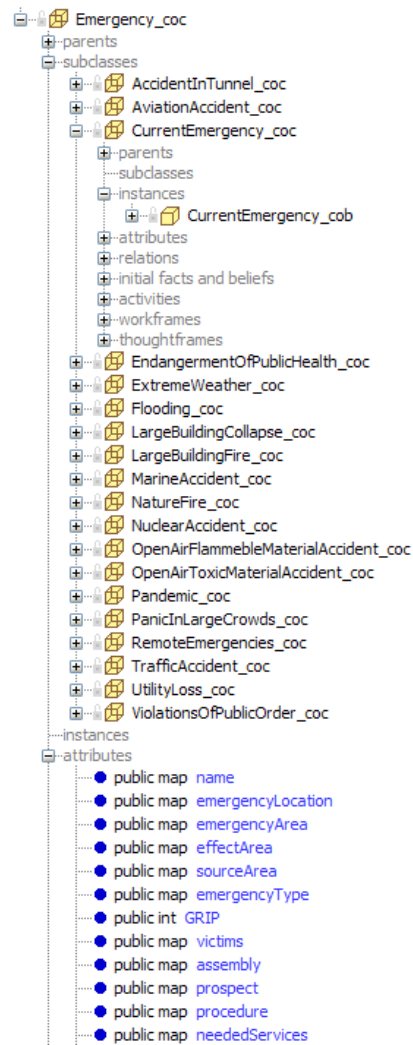 Emergency_coc
parents
subclasses
AccidentInTunnel_coc
AviationAccident_coc
CurrentEmergency_coc
parents
subclasses
instances
CurrentEmergency_cob
attributes
relations
initial facts and beliefs
activities
workframes
thoughtframes
EndangermentOfPublicHealth_coc
ExtremeWeather_coc
Flooding_coc
LargeBuildingCollapse_coc
LargeBuildingFire_coc
MarineAccident_coc
NatureFire_coc
NuclearAccident_coc
OpenAirFlammebleMaterialAccident_coc
OpenAirToxicMaterialAccident_coc
Pandemic_coc
PanicInLargeCrowds_coc
RemoteEmergencies_coc
TrafficAccident_coc
UtilityLoss_coc
ViolationsOfPublicOrder_coc
instances
attributes
public map name
public map emergencyLocation
public map emergencyArea
public map effectArea
public map sourceArea
public map emergencyType
public int GRIP
public map victims
public map assembly
public map prospect
public map procedure
public map neededServices